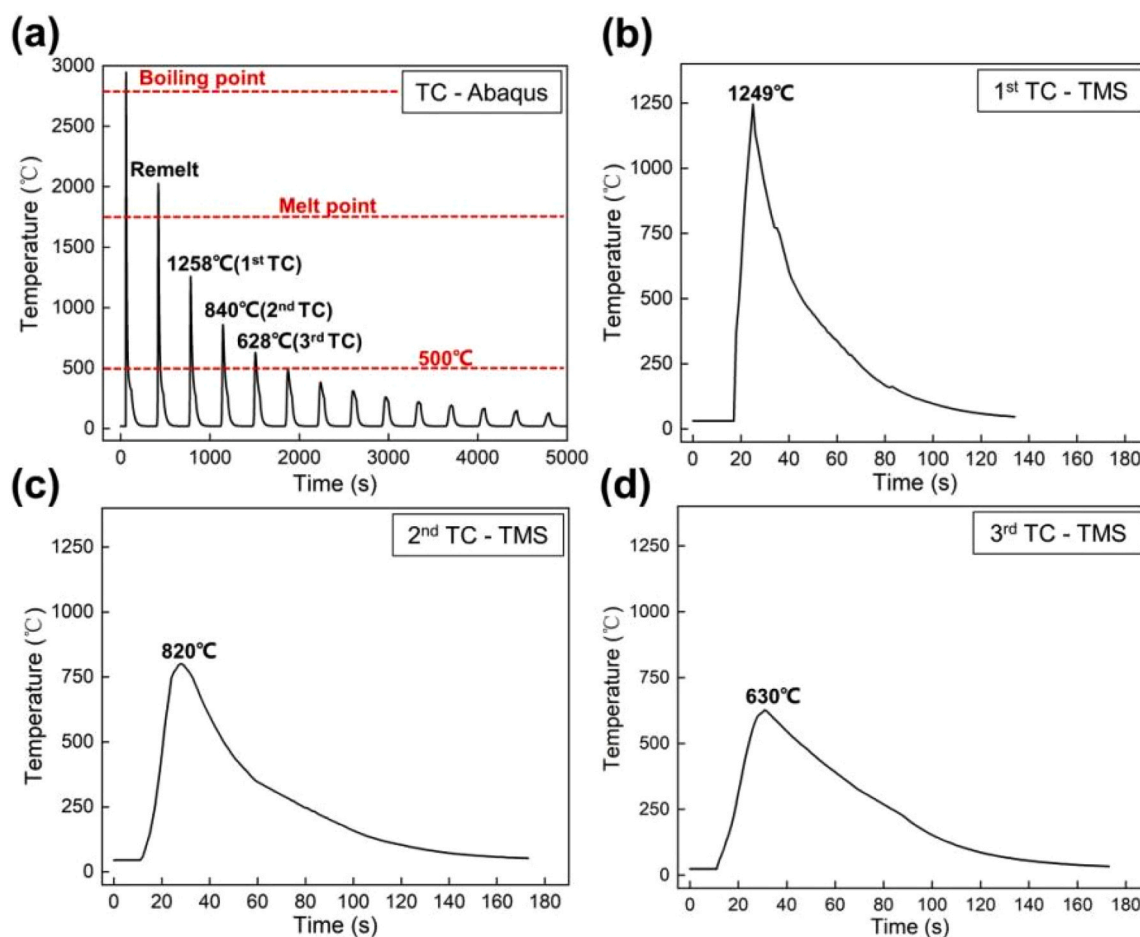 (a)
3000
2500
2000
1500
1000
500
0
Temperature (℃)
Boiling point
TC - Abaqus
Remelt
Melt point
1258℃(1st TC)
840℃(2nd TC)
628℃(3rd TC)
500℃
0 1000 2000 3000 4000 5000
Time (s)
(b)
1250
1000
750
500
250
0
Temperature (℃)
1249℃
1st TC - TMS
0 20 40 60 80 100 120 140 160 180
Time (s)
(c)
1250
1000
750
500
250
0
Temperature (℃)
2nd TC - TMS
820℃
0 20 40 60 80 100 120 140 160 180
Time (s)
(d)
1250
1000
750
500
250
0
Temperature (℃)
3rd TC - TMS
630℃
0 20 40 60 80 100 120 140 160 180
Time (s)